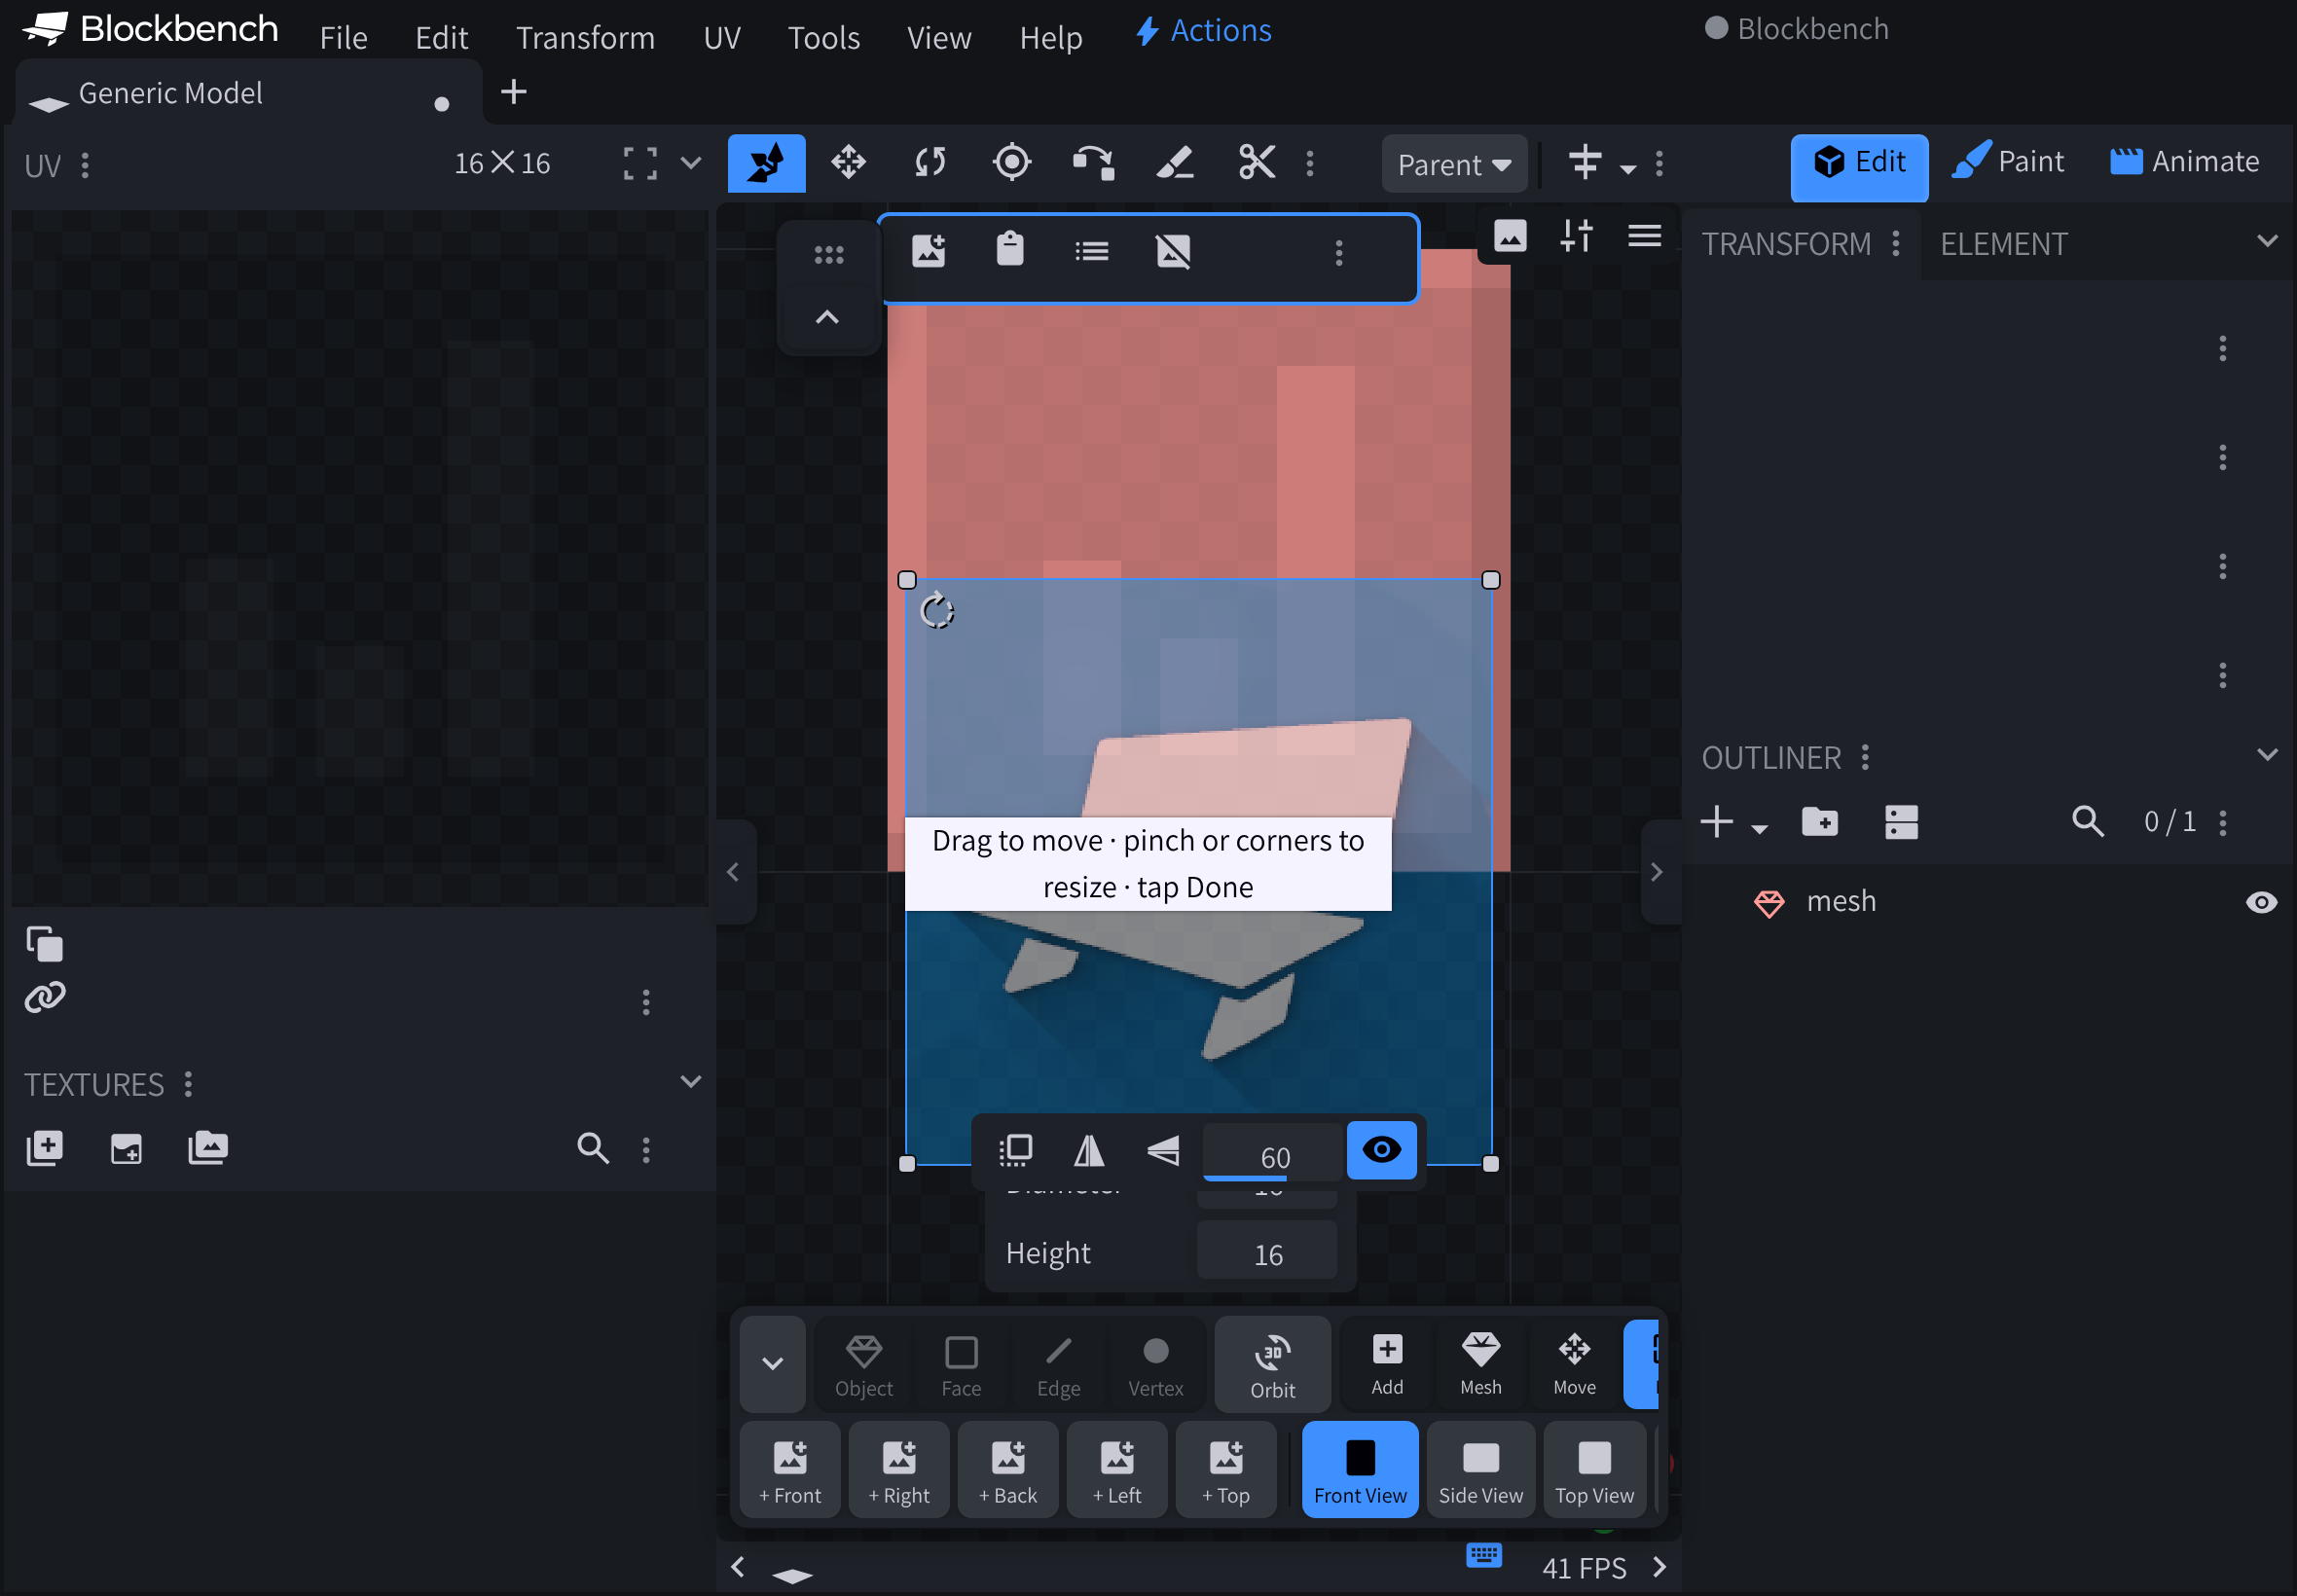 Blockbench
File Edit Transform UV Tools View Help Actions
Blockbench
Generic Model
UV
16×16
Parent
Edit Paint Animate
TRANSFORM ELEMENT
Drag to move · pinch or corners to
resize · tap Done
OUTLINER
0 / 1
mesh
TEXTURES
60
Height 16
Object Face Edge Vertex Orbit Add Mesh Move
3D
+ Front + Right + Back + Left + Top Front View Side View Top View
41 FPS